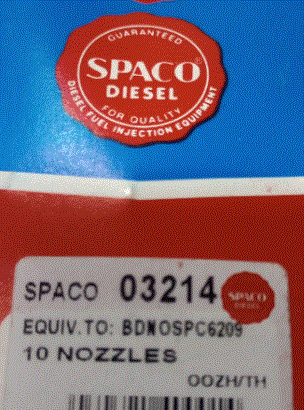 GUARANTEED
SPACO
DIESEL
FOR QUALITY
DIESEL FUEL INJECTION EQUIPMENT
SPACO 03214
SPACO
DIESEL
EQUIV.TO: BDNOSPC6209
10 NOZZLES
OOZH/TH